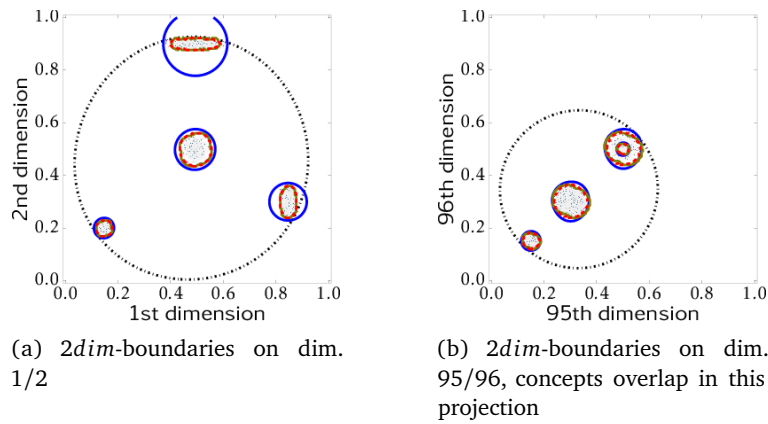 1.0
0.8
0.6
0.4
0.2
0.0
2nd dimension
0.0 0.2 0.4 0.6 0.8 1.0
1st dimension
(a) 2dim-boundaries on dim.
1/2
1.0
0.8
0.6
0.4
0.2
0.0
96th dimension
0.0 0.2 0.4 0.6 0.8 1.0
95th dimension
(b) 2dim-boundaries on dim.
95/96, concepts overlap in this
projection